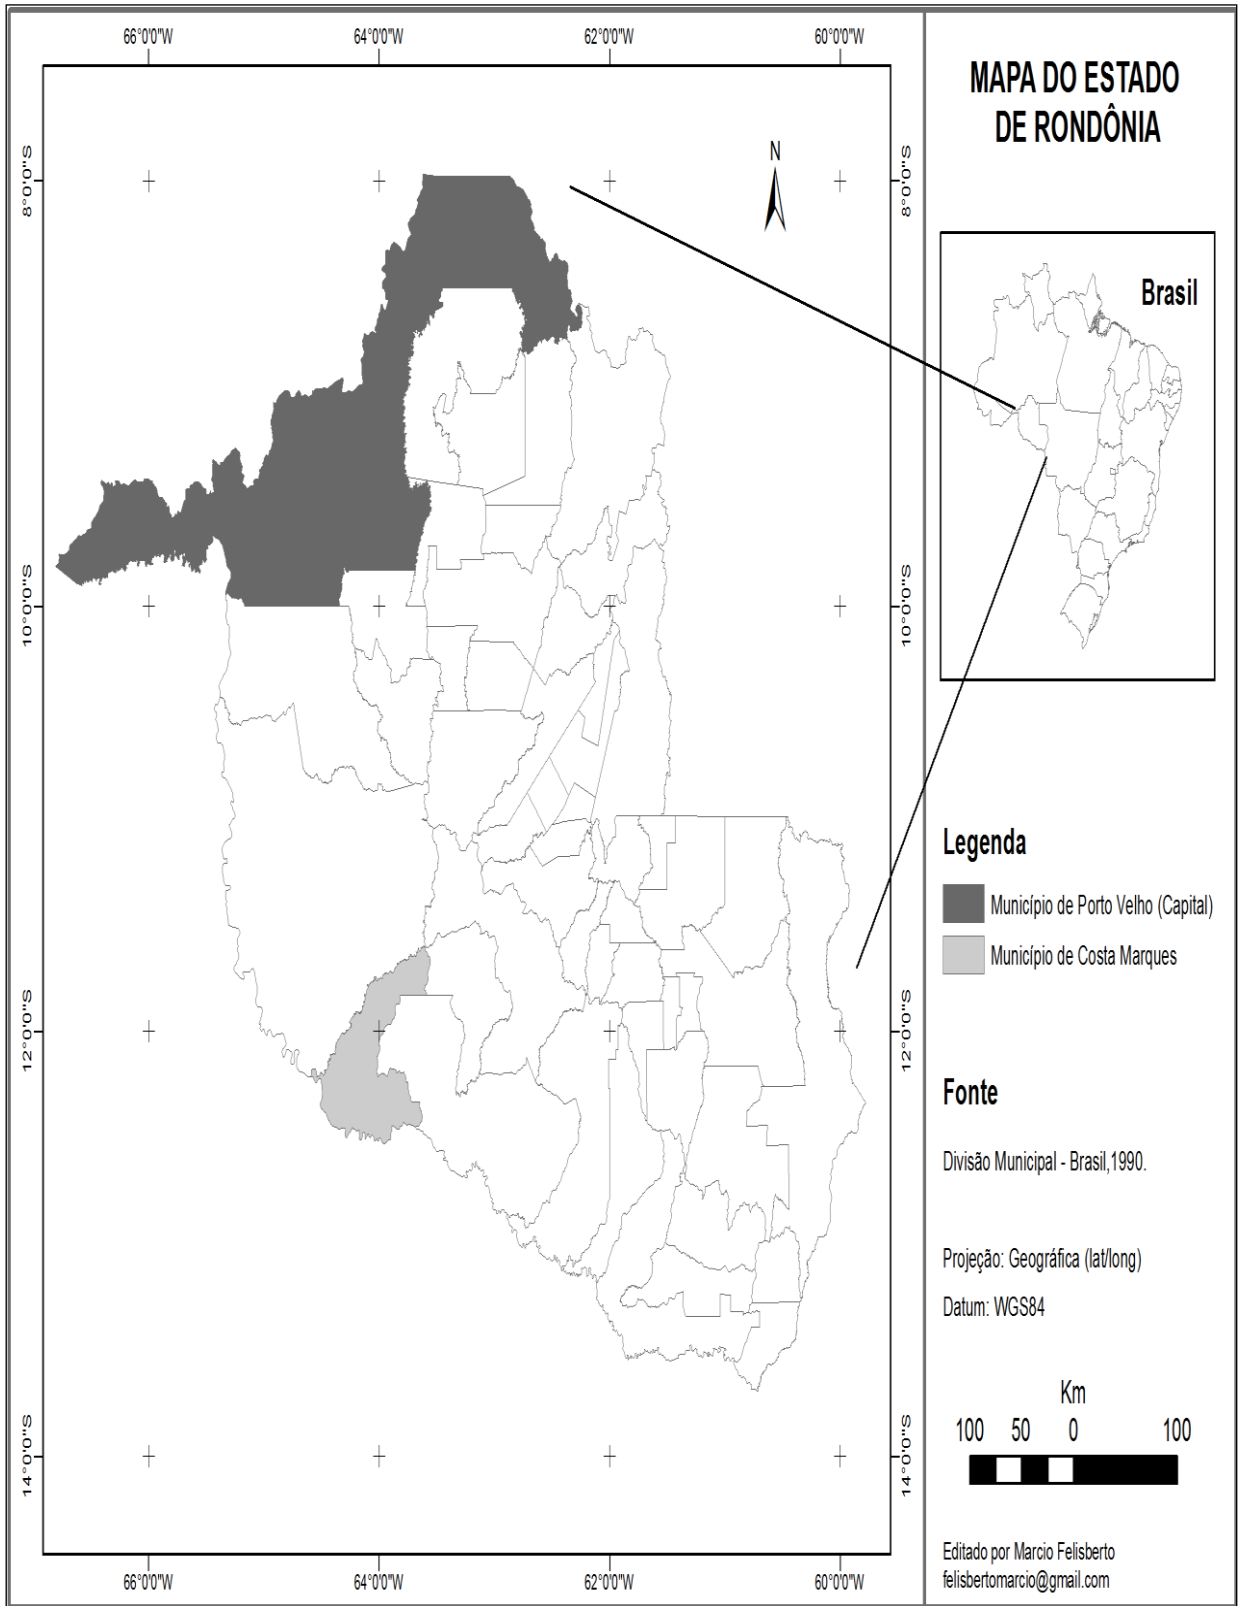 66°0'0"W 64°0'0"W 62°0'0"W 60°0'0"W
MAPA DO ESTADO
DE RONDÔNIA
N
8°0'0"S 8°0'0"S
Brasil
10°0'0"S 10°0'0"S
Legenda
Município de Porto Velho (Capital)
Município de Costa Marques
12°0'0"S 12°0'0"S
Fonte
Divisão Municipal - Brasil,1990.
Projeção: Geográfica (lat/long)
Datum: WGS84
Km
100 50 0 100
14°0'0"S 14°0'0"S
Editado por Marcio Felisberto
felisbertomarcio@gmail.com
66°0'0"W 64°0'0"W 62°0'0"W 60°0'0"W